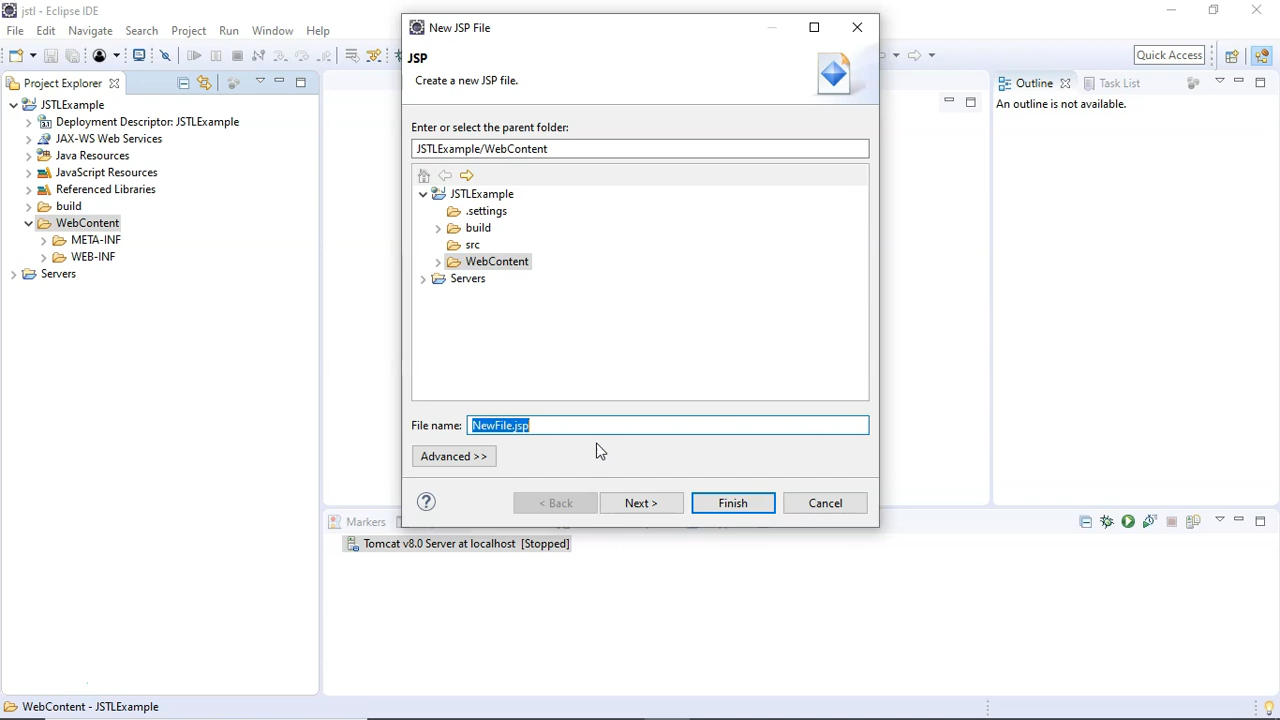 jstl - Eclipse IDE
File Edit Navigate Search Project Run Window Help
Quick Access
Project Explorer
JSTLExample
Deployment Descriptor: JSTLExample
JAX-WS Web Services
Java Resources
JavaScript Resources
Referenced Libraries
build
WebContent
META-INF
WEB-INF
Servers
New JSP File
JSP
Create a new JSP file.
Enter or select the parent folder:
JSTLExample/WebContent
JSTLExample
.settings
build
src
WebContent
Servers
File name: NewFile.jsp
Advanced >>
< Back Next > Finish Cancel
Outline Task List
An outline is not available.
Markers
Tomcat v8.0 Server at localhost [Stopped]
WebContent - JSTLExample